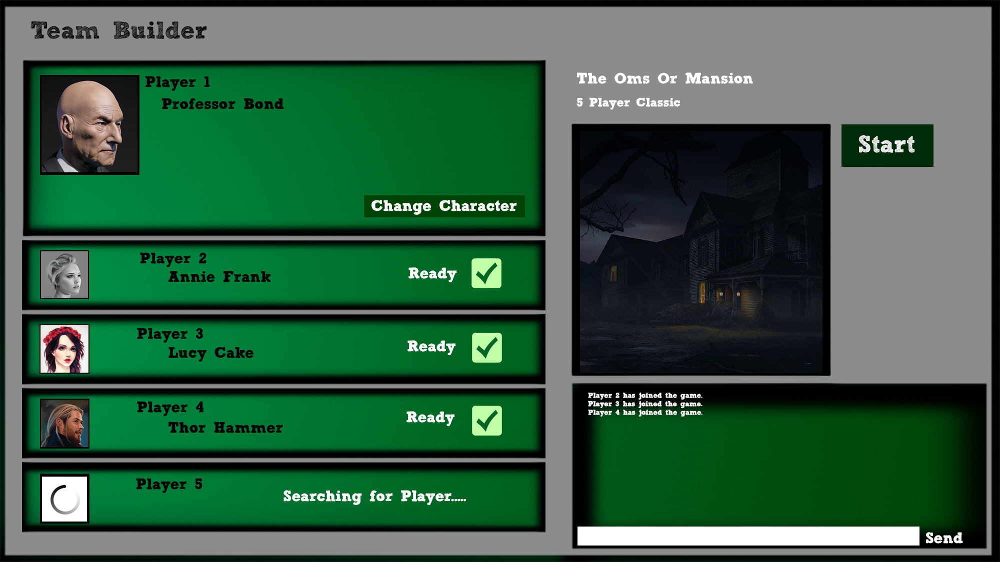 Team Builder
Player 1
Professor Bond
Change Character
Player 2
Annie Frank
Ready
Player 3
Lucy Cake
Ready
Player 4
Thor Hammer
Ready
Player 5
Searching for Player.....
The Oms Or Mansion
5 Player Classic
Start
Player 2 has joined the game.
Player 3 has joined the game.
Player 4 has joined the game.
Send